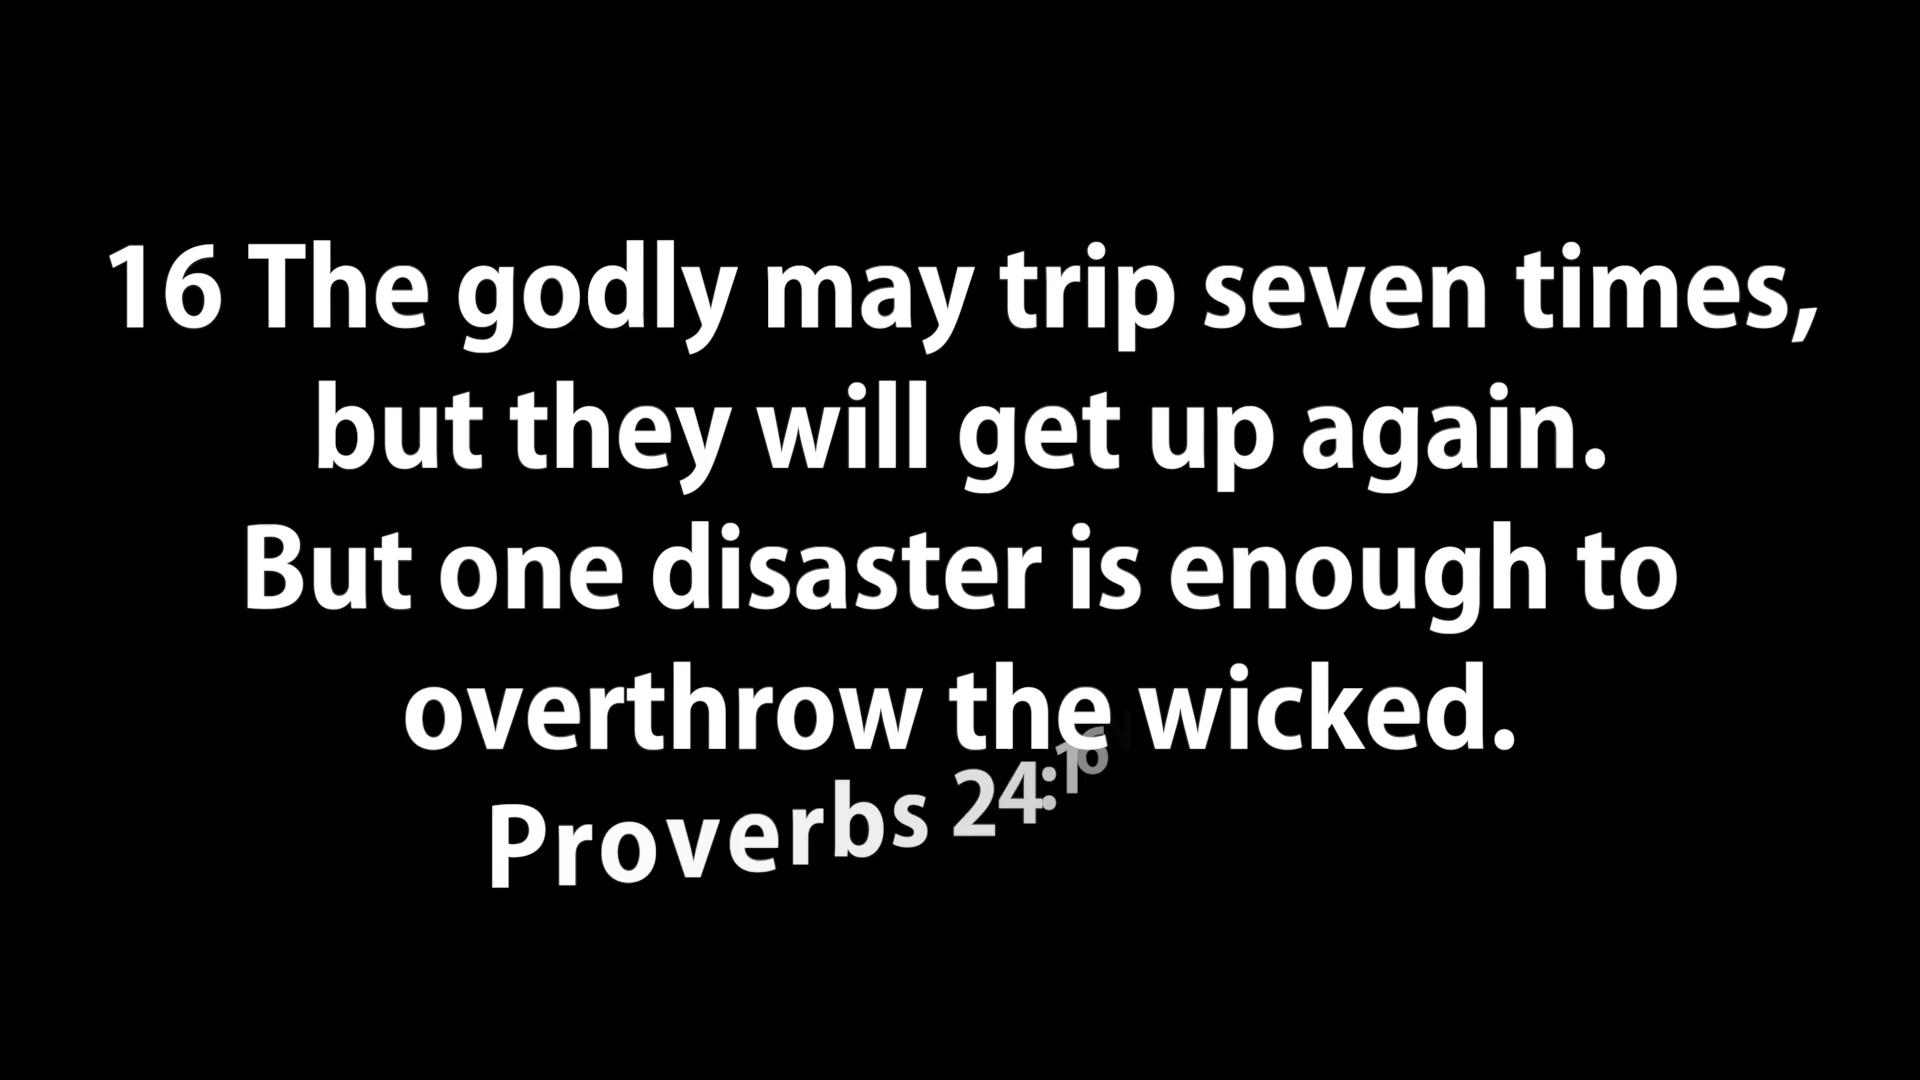 16 The godly may trip seven times,
but they will get up again.
But one disaster is enough to
overthrow the wicked.
Proverbs 24:16